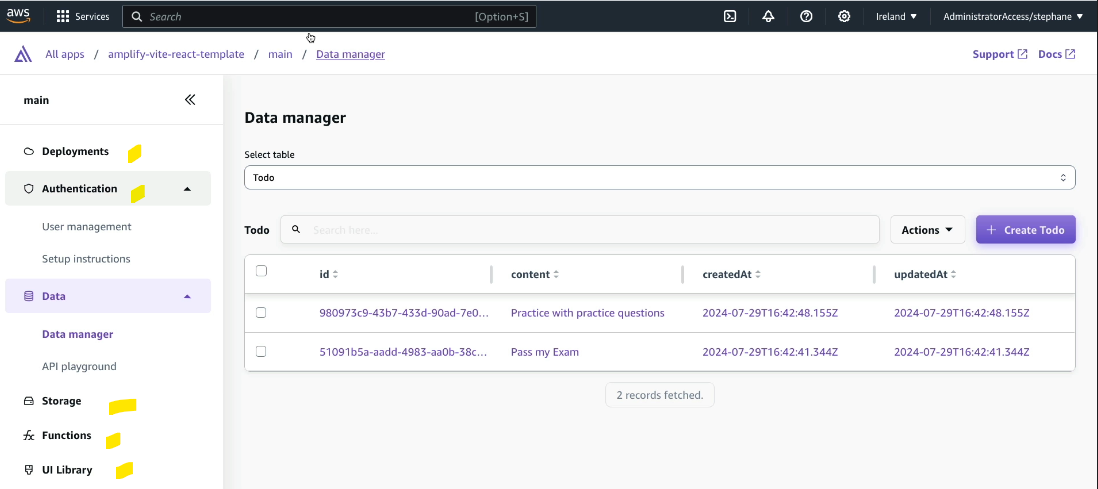 aws Services Search [Option+S] Ireland AdministratorAccess/stephane
All apps / amplify-vite-react-template / main / Data manager Support Docs
main
Deployments
Authentication
User management
Setup instructions
Data
Data manager
API playground
Storage
Functions
UI Library
Data manager
Select table
Todo
Todo Search here... Actions + Create Todo
id content createdAt updatedAt
980973c9-43b7-433d-90ad-7e0... Practice with practice questions 2024-07-29T16:42:48.155Z 2024-07-29T16:42:48.155Z
51091b5a-aadd-4983-aa0b-38c... Pass my Exam 2024-07-29T16:42:41.344Z 2024-07-29T16:42:41.344Z
2 records fetched.